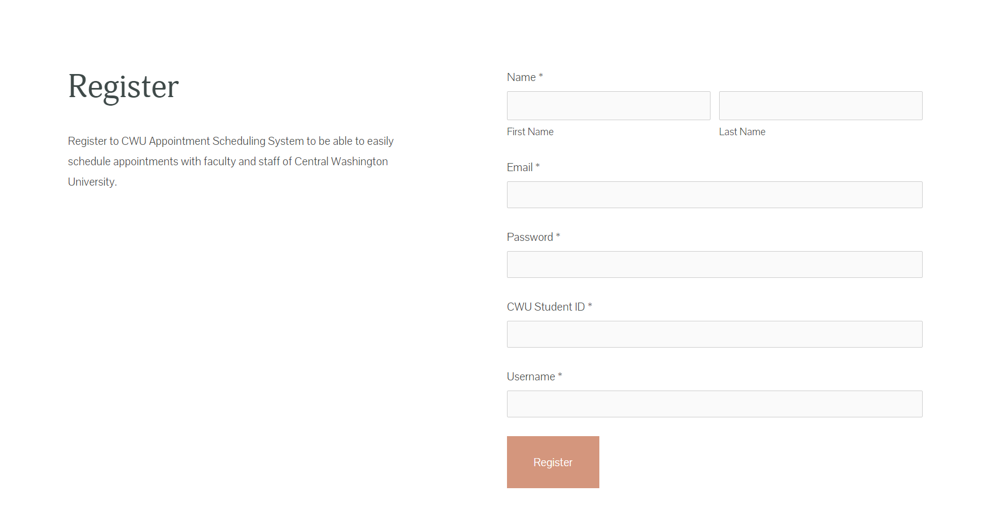 Register
Register to CWU Appointment Scheduling System to be able to easily
schedule appointments with faculty and staff of Central Washington
University.
Name *
First Name
Last Name
Email *
Password *
CWU Student ID *
Username *
Register